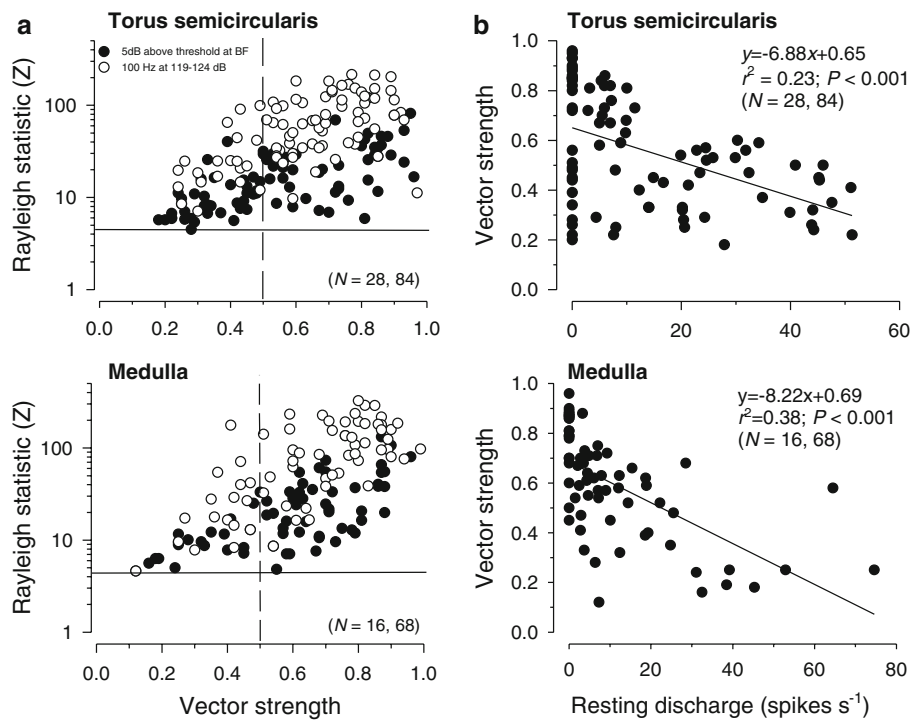 a
Torus semicircularis
5dB above threshold at BF
100 Hz at 119-124 dB
Rayleigh statistic (Z)
100
10
1
(N = 28, 84)
0.0 0.2 0.4 0.6 0.8 1.0
Medulla
Rayleigh statistic (Z)
100
10
1
(N = 16, 68)
0.0 0.2 0.4 0.6 0.8 1.0
Vector strength
b
Torus semicircularis
y=-6.88x+0.65
r² = 0.23; P < 0.001
(N = 28, 84)
Vector strength
1.0
0.8
0.6
0.4
0.2
0.0
0 20 40 60
Medulla
y=-8.22x+0.69
r²=0.38; P < 0.001
(N = 16, 68)
Vector strength
1.0
0.8
0.6
0.4
0.2
0.0
0 20 40 60 80
Resting discharge (spikes s⁻¹)